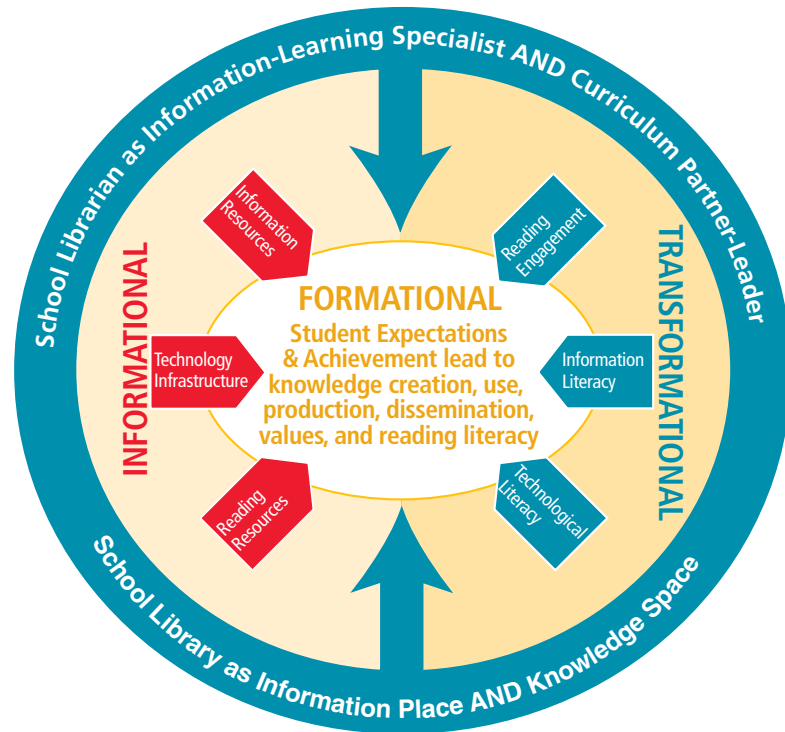 School Librarian as Information-Learning Specialist AND Curriculum Partner-Leader
INFORMATIONAL
Information
Resources
Technology
Infrastructure
Reading
Resources
FORMATIONAL
Student Expectations
& Achievement lead to
knowledge creation, use,
production, dissemination,
values, and reading literacy
Reading
Engagement
Information
Literacy
Technological
Literacy
TRANSFORMATIONAL
School Library as Information Place AND Knowledge Space